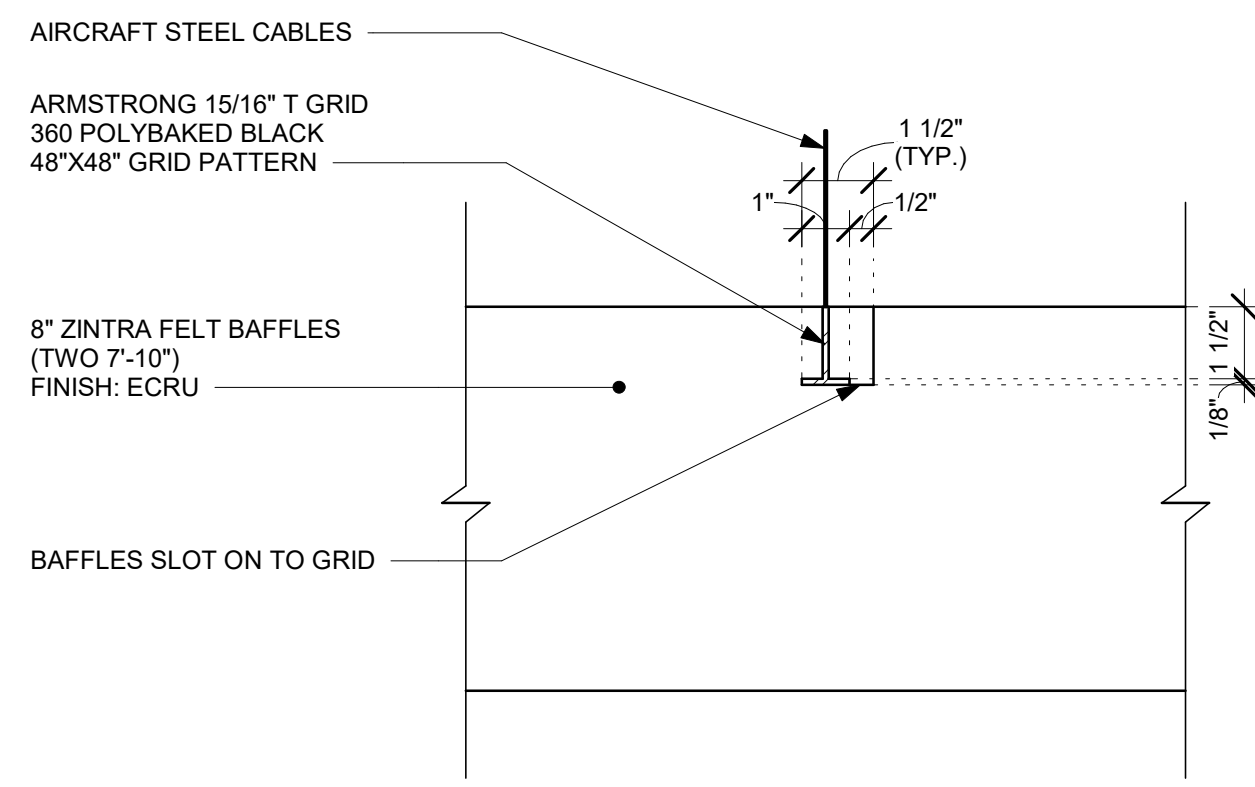 AIRCRAFT STEEL CABLES
ARMSTRONG 15/16" T GRID
360 POLYBAKED BLACK
48"X48" GRID PATTERN
1 1/2"
(TYP.)
1"
1/2"
8" ZINTRA FELT BAFFLES
(TWO 7'-10")
FINISH: ECRU
1 1/2"
1/8"
BAFFLES SLOT ON TO GRID